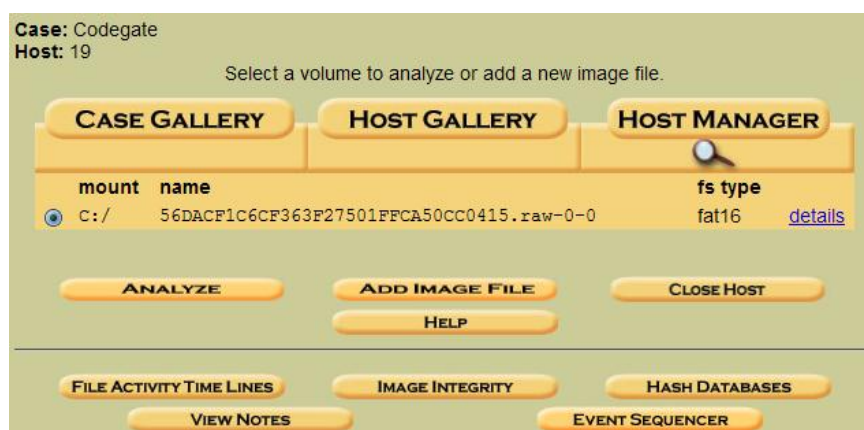 Case: Codegate
Host: 19
Select a volume to analyze or add a new image file.
CASE GALLERY HOST GALLERY HOST MANAGER
mount name fs type
C:/ 56DACF1C6CF363F27501FFCA50CC0415.raw-0-0 fat16 details
ANALYZE ADD IMAGE FILE CLOSE HOST
HELP
FILE ACTIVITY TIME LINES IMAGE INTEGRITY HASH DATABASES
VIEW NOTES EVENT SEQUENCER